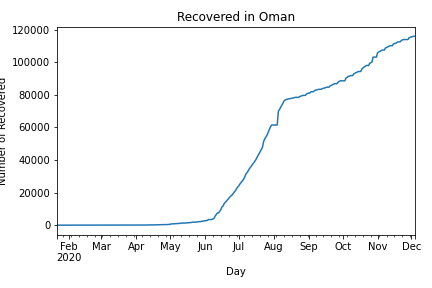 Recovered in Oman
Number of Recovered
120000
100000
80000
60000
40000
20000
0
Feb Mar Apr May Jun Jul Aug Sep Oct Nov Dec
2020
Day